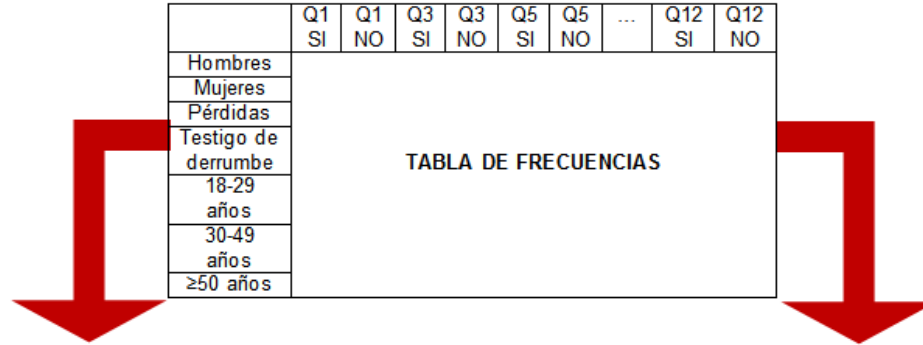 Q1 Q1 Q3 Q3 Q5 Q5 ... Q12 Q12
SI NO SI NO SI NO SI NO
Hombres
Mujeres
Pérdidas
Testigo de
derrumbe
TABLA DE FRECUENCIAS
18-29
años
30-49
años
≥50 años